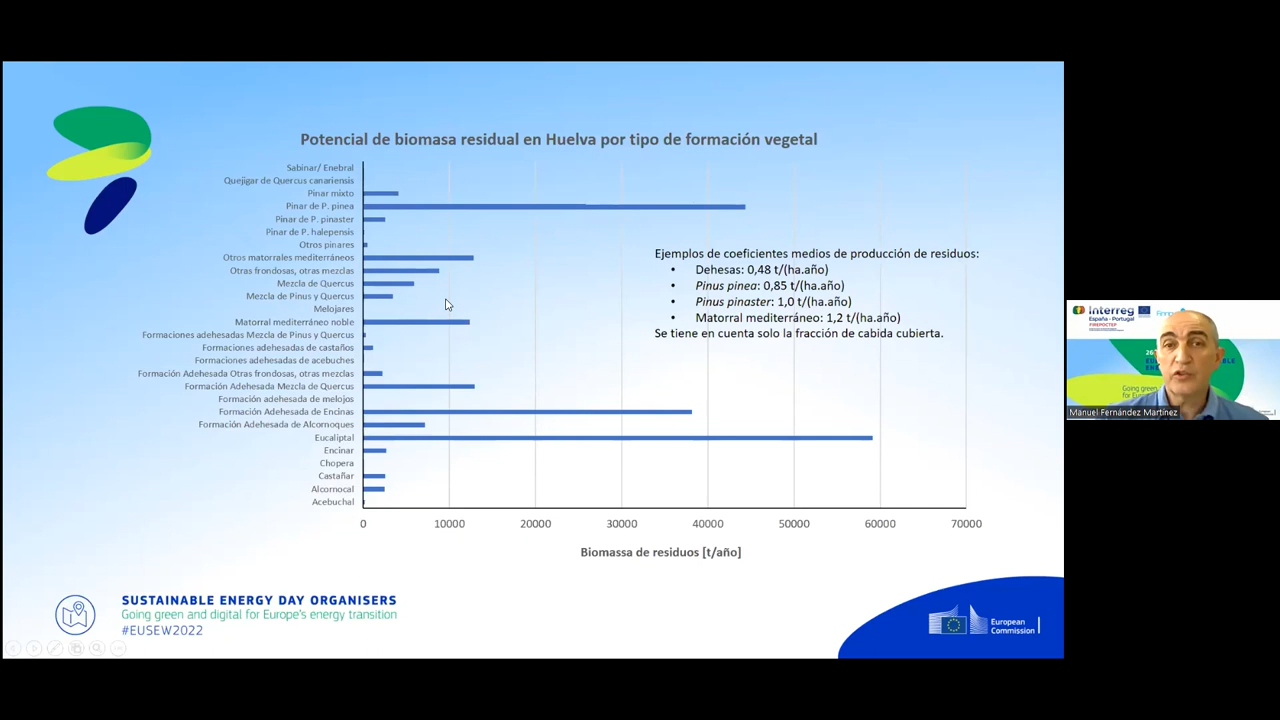 Potencial de biomasa residual en Huelva por tipo de formación vegetal
Sabinar/ Enebral
Quejigar de Quercus canariensis
Pinar mixto
Pinar de P. pinea
Pinar de P. pinaster
Pinar de P. halepensis
Otros pinares
Otros matorrales mediterráneos
Otras frondosas, otras mezclas
Mezcla de Quercus
Mezcla de Pinus y Quercus
Melojares
Matorral mediterráneo noble
Formaciones adehesadas Mezcla de Pinus y Quercus
Formaciones adehesadas de castaños
Formaciones adehesadas de acebuches
Formación Adehesada Otras frondosas, otras mezclas
Formación Adehesada Mezcla de Quercus
Formación adehesada de melojos
Formación Adehesada de Encinas
Formación Adehesada de Alcornoques
Eucaliptal
Encinar
Chopera
Castañar
Alcornocal
Acebuchal
0 10000 20000 30000 40000 50000 60000 70000
Biomassa de residuos [t/año]
Ejemplos de coeficientes medios de producción de residuos:
• Dehesas: 0,48 t/(ha.año)
• Pinus pinea: 0,85 t/(ha.año)
• Pinus pinaster: 1,0 t/(ha.año)
• Matorral mediterráneo: 1,2 t/(ha.año)
Se tiene en cuenta solo la fracción de cabida cubierta.
SUSTAINABLE ENERGY DAY ORGANISERS
Going green and digital for Europe's energy transition
#EUSEW2022
European
Commission
Interreg
España - Portugal
FIREPOCTEP
Going green
Manuel Fernández Martínez